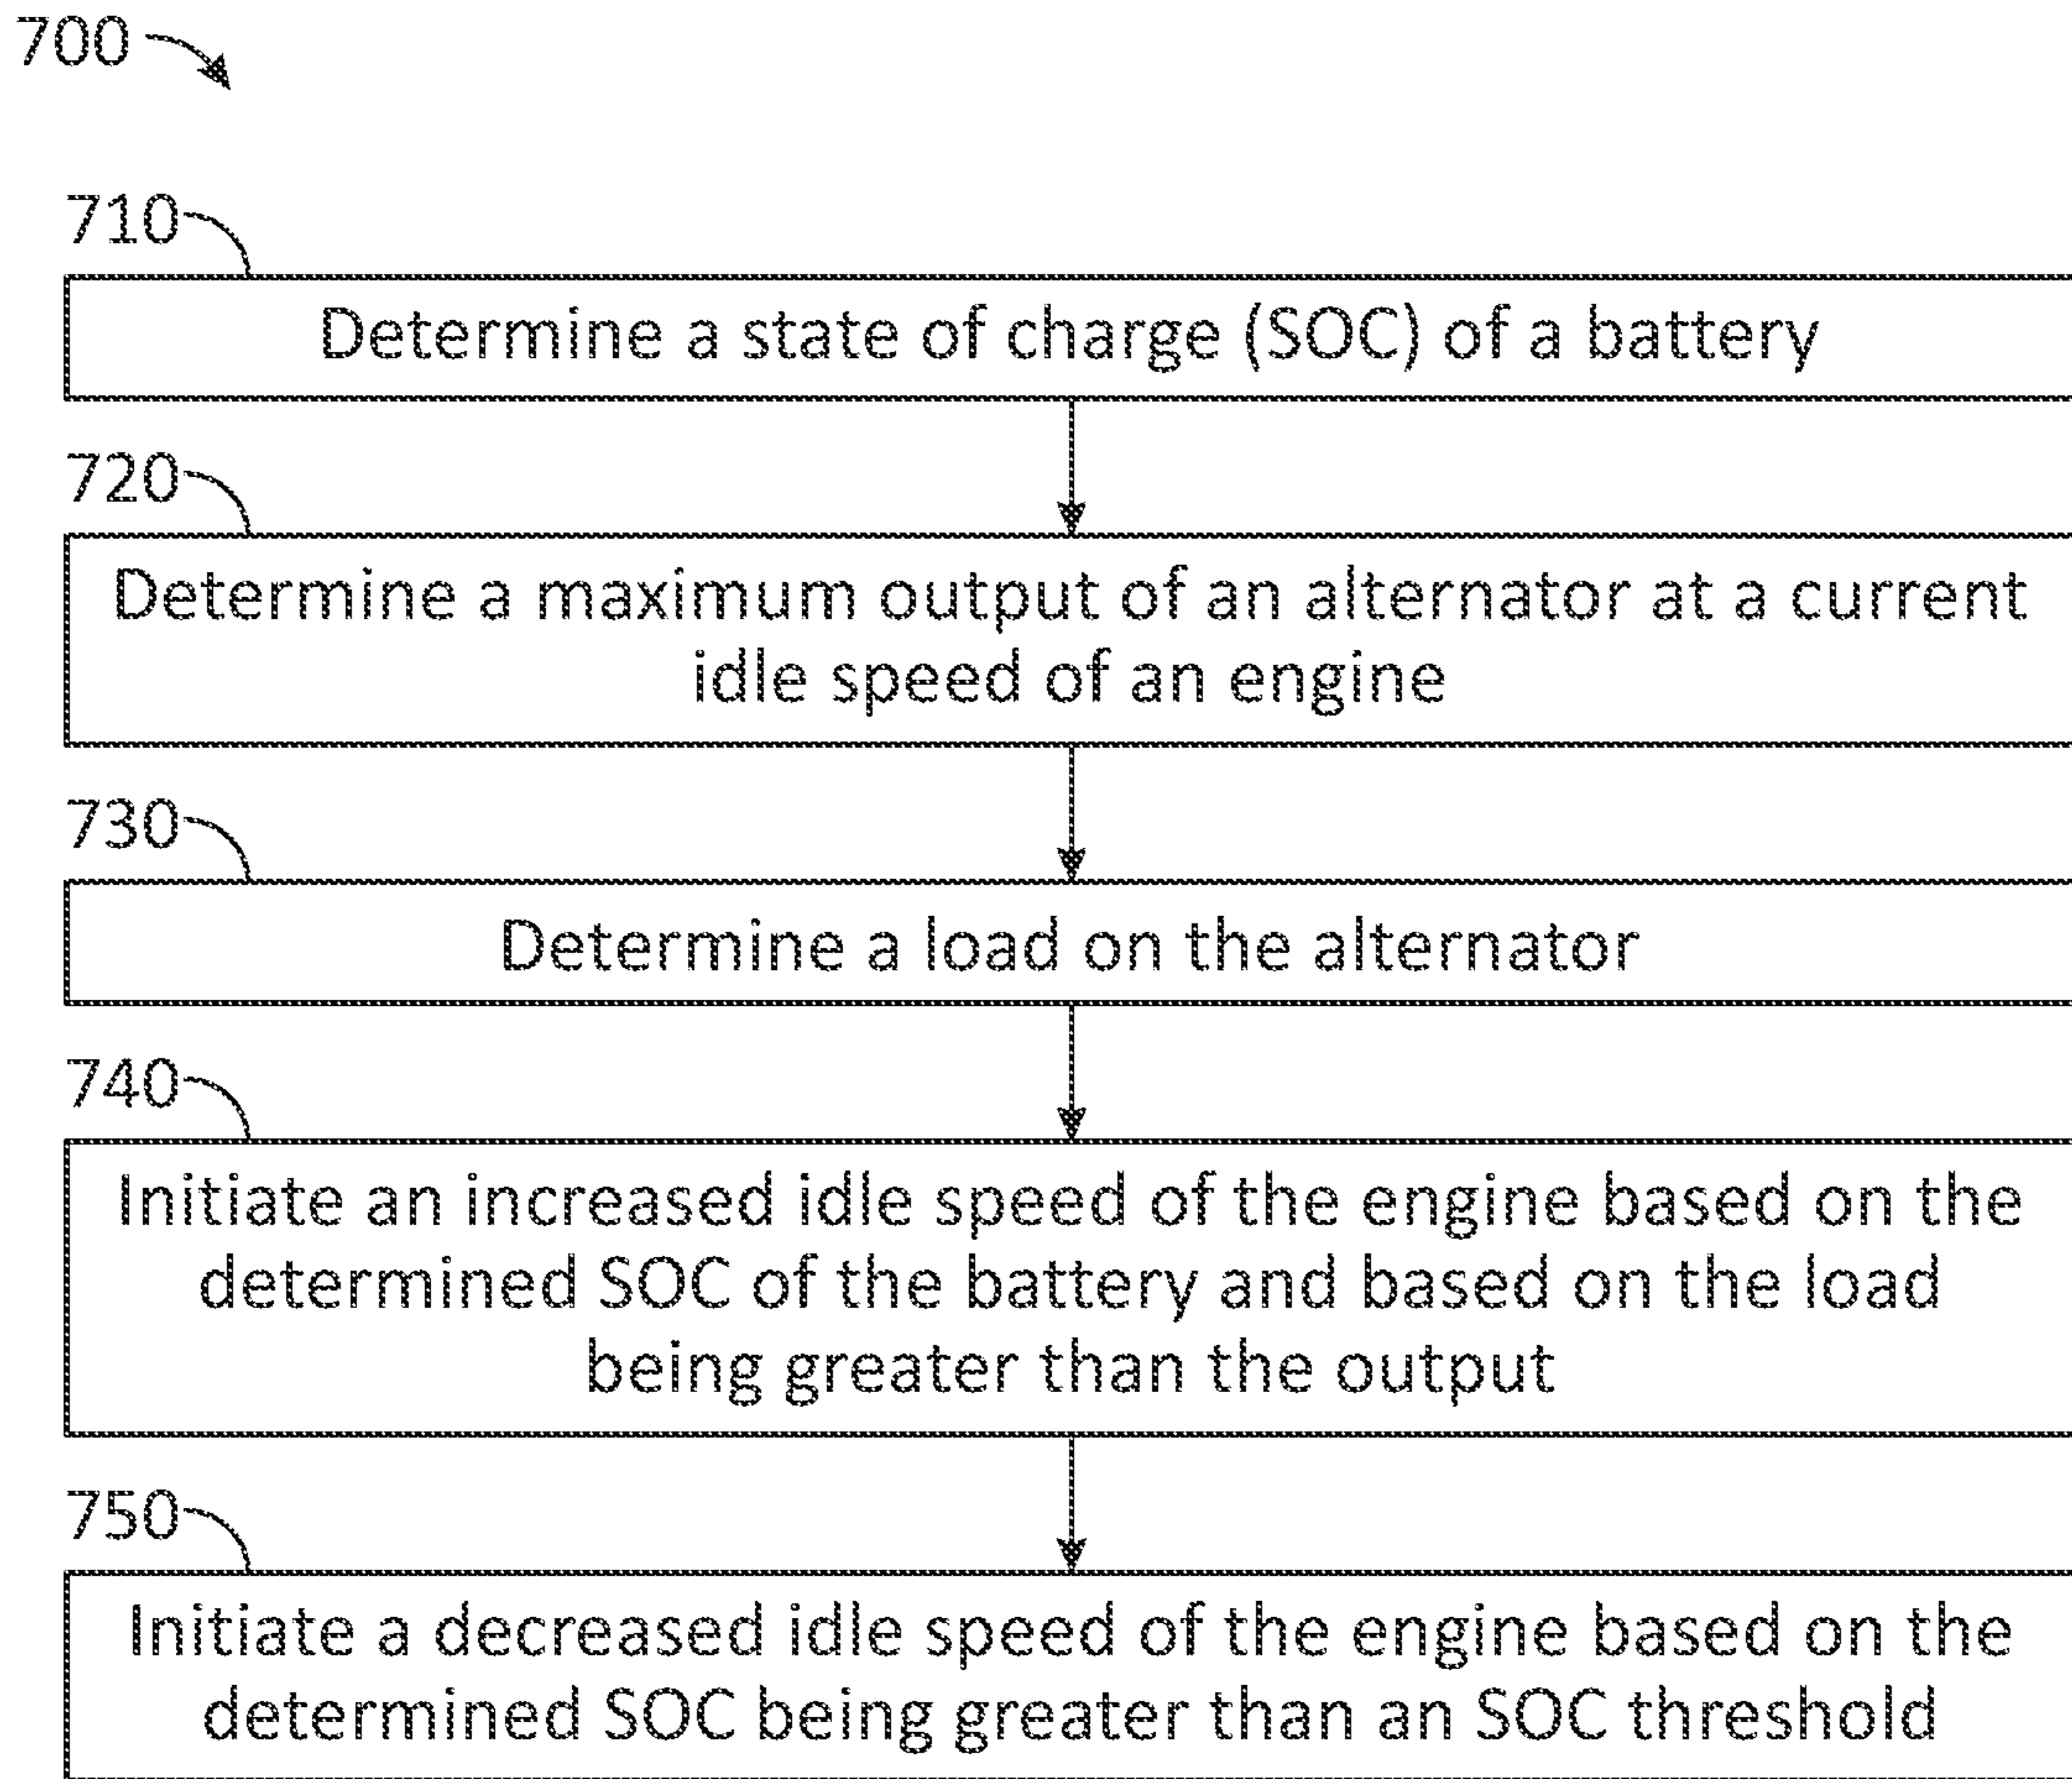 700
710
Determine a state of charge (SOC) of a battery
720
Determine a maximum output of an alternator at a current
idle speed of an engine
730
Determine a load on the alternator
740
Initiate an increased idle speed of the engine based on the
determined SOC of the battery and based on the load
being greater than the output
750
Initiate a decreased idle speed of the engine based on the
determined SOC being greater than an SOC threshold